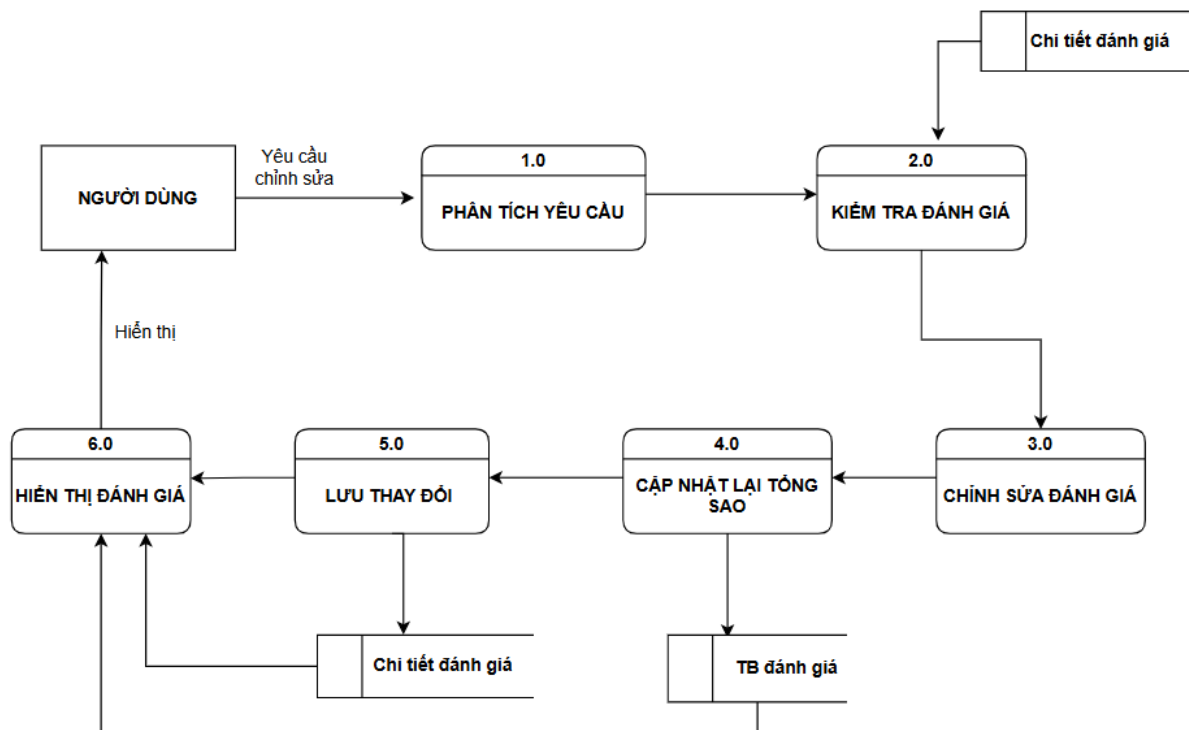 Chi tiết đánh giá
Yêu cầu
chỉnh sửa
NGƯỜI DÙNG
1.0
PHÂN TÍCH YÊU CẦU
2.0
KIỂM TRA ĐÁNH GIÁ
Hiển thị
6.0
HIỂN THỊ ĐÁNH GIÁ
5.0
LƯU THAY ĐỔI
4.0
CẬP NHẬT LẠI TỔNG
SAO
3.0
CHỈNH SỬA ĐÁNH GIÁ
Chi tiết đánh giá
TB đánh giá